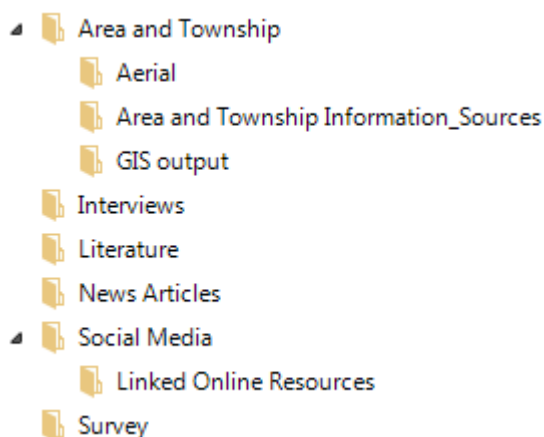 Area and Township
Aerial
Area and Township Information_Sources
GIS output
Interviews
Literature
News Articles
Social Media
Linked Online Resources
Survey